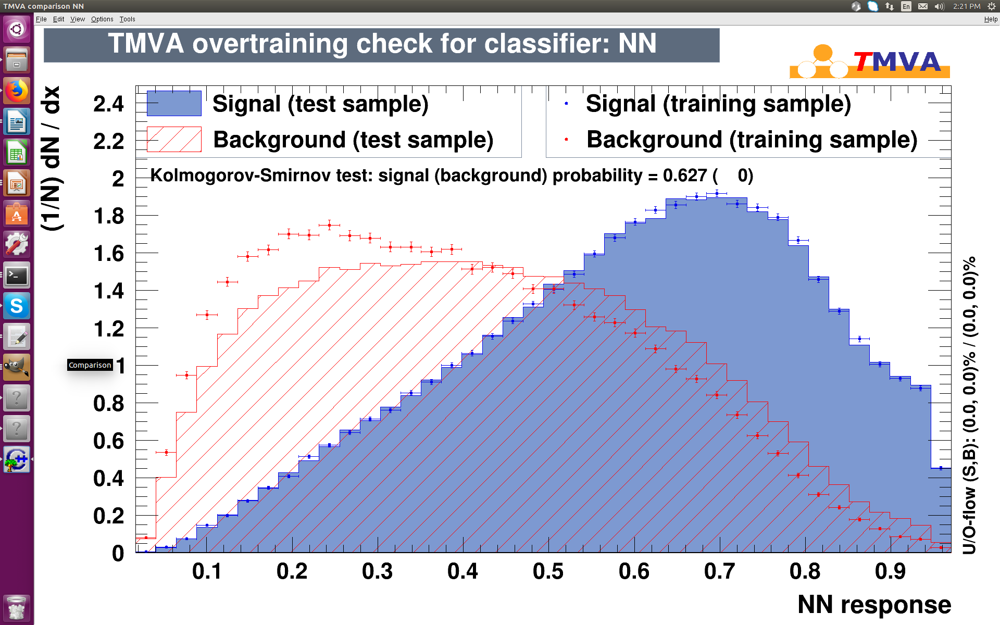 TMVA comparison NN
En
2:21 PM
File Edit View Options Tools
Help
TMVA overtraining check for classifier: NN
TMVA
Signal (test sample)
Background (test sample)
Signal (training sample)
Background (training sample)
Kolmogorov-Smirnov test: signal (background) probability = 0.627 ( 0)
(1/N) dN / dx
2.4
2.2
2
1.8
1.6
1.4
1.2
1
0.8
0.6
0.4
0.2
0
Comparison
0.1 0.2 0.3 0.4 0.5 0.6 0.7 0.8 0.9
NN response
U/O-flow (S,B): (0.0, 0.0)% / (0.0, 0.0)%